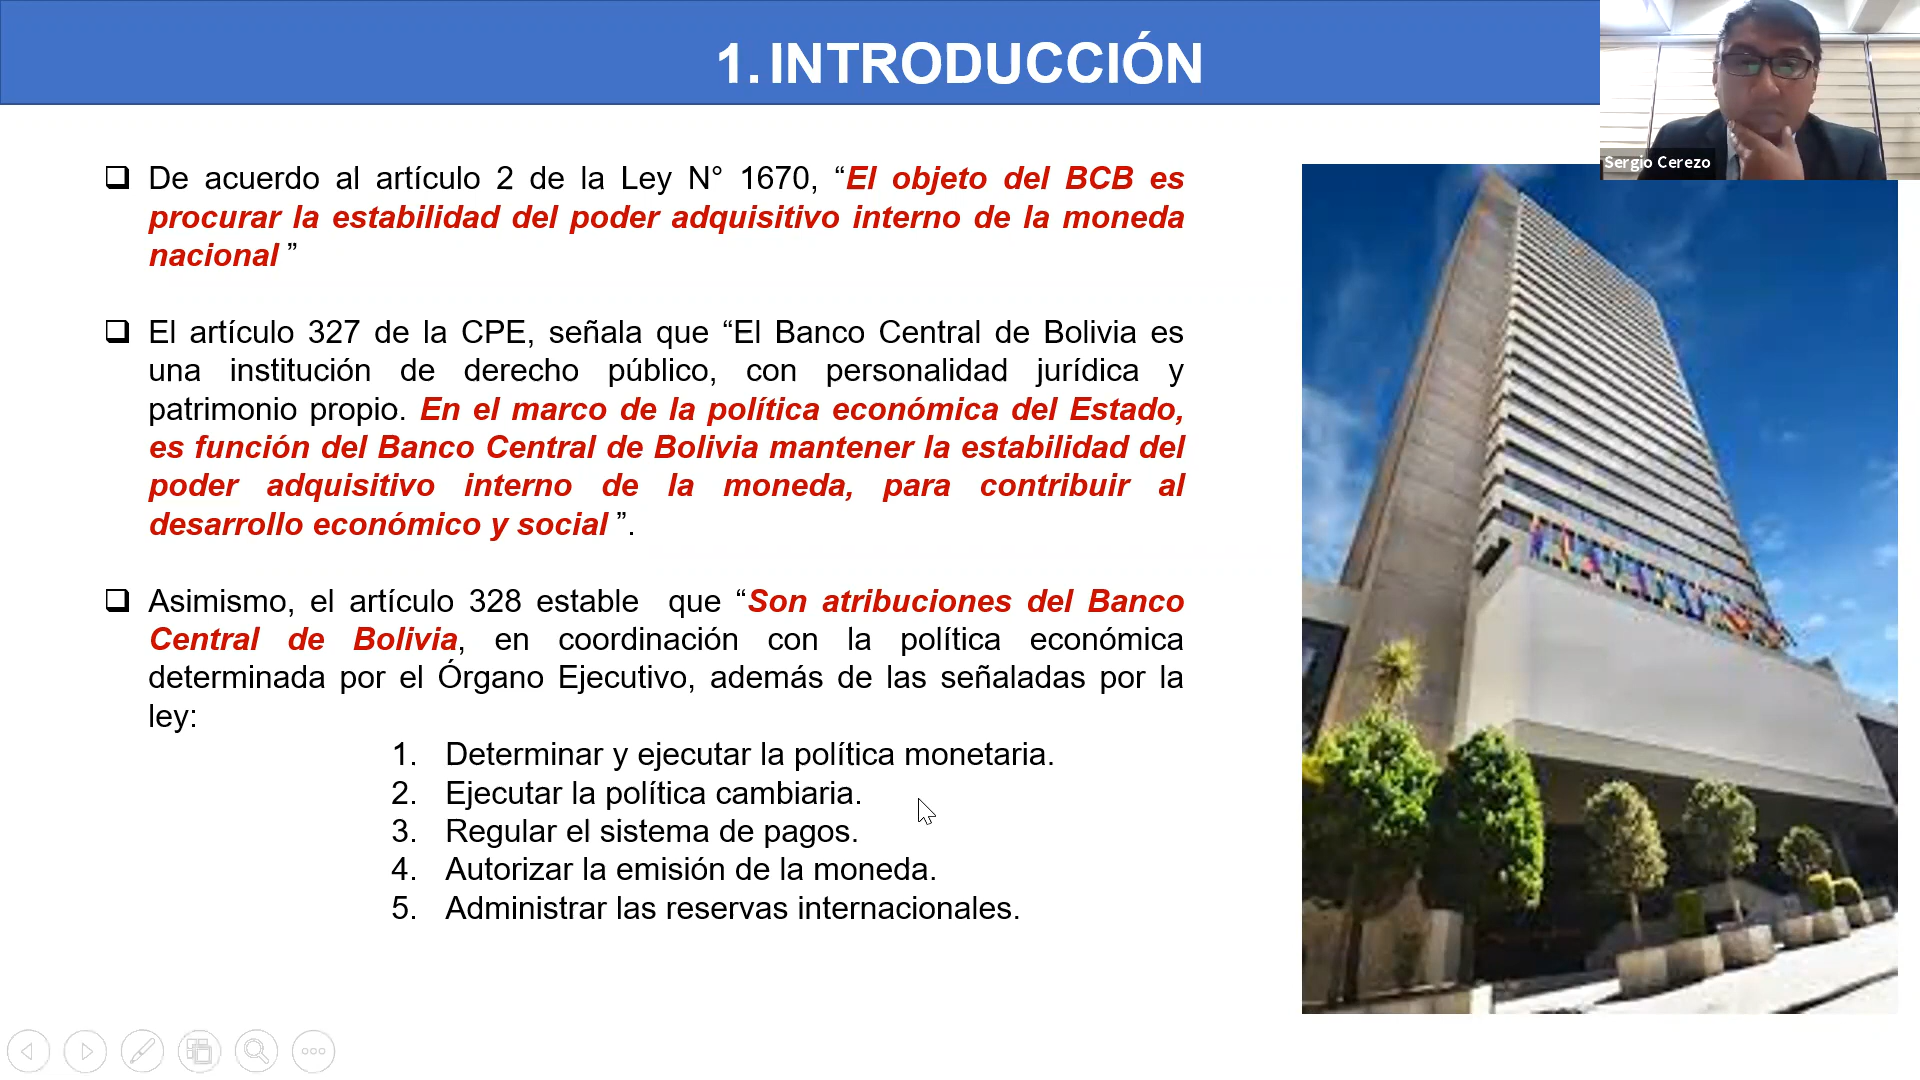 1. INTRODUCCIÓN
Sergio Cerezo
❑ De acuerdo al artículo 2 de la Ley N° 1670, “El objeto del BCB es
procurar la estabilidad del poder adquisitivo interno de la moneda
nacional ”
❑ El artículo 327 de la CPE, señala que “El Banco Central de Bolivia es
una institución de derecho público, con personalidad jurídica y
patrimonio propio. En el marco de la política económica del Estado,
es función del Banco Central de Bolivia mantener la estabilidad del
poder adquisitivo interno de la moneda, para contribuir al
desarrollo económico y social ”.
❑ Asimismo, el artículo 328 estable que “Son atribuciones del Banco
Central de Bolivia, en coordinación con la política económica
determinada por el Órgano Ejecutivo, además de las señaladas por la
ley:
1. Determinar y ejecutar la política monetaria.
2. Ejecutar la política cambiaria.
3. Regular el sistema de pagos.
4. Autorizar la emisión de la moneda.
5. Administrar las reservas internacionales.